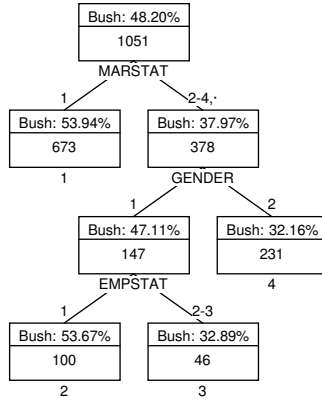 Bush: 48.20%
1051
MARSTAT
1 2-4,·
Bush: 53.94% Bush: 37.97%
673 378
1 GENDER
1 2
Bush: 47.11% Bush: 32.16%
147 231
EMPSTAT 4
1 2-3
Bush: 53.67% Bush: 32.89%
100 46
2 3